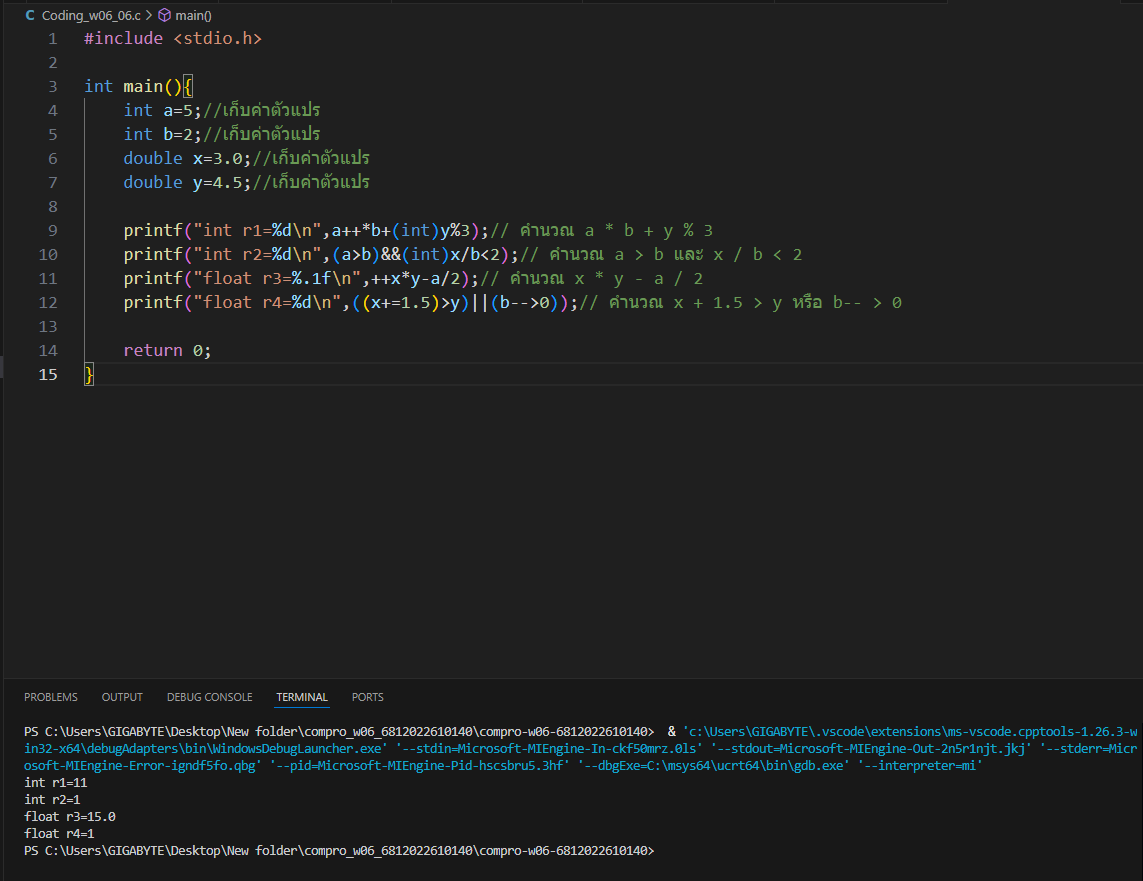 C Coding_w06_06.c > main()
1 #include <stdio.h>
2
3 int main(){
4     int a=5;//เก็บค่าตัวแปร
5     int b=2;//เก็บค่าตัวแปร
6     double x=3.0;//เก็บค่าตัวแปร
7     double y=4.5;//เก็บค่าตัวแปร
8
9     printf("int r1=%d\n",a++*b+(int)y%3);// คำนวณ a * b + y % 3
10     printf("int r2=%d\n",(a>b)&&(int)x/b<2);// คำนวณ a > b และ x / b < 2
11     printf("float r3=%.1f\n",++x*y-a/2);// คำนวณ x * y - a / 2
12     printf("float r4=%d\n",((x+=1.5)>y)||(b-->0));// คำนวณ x + 1.5 > y หรือ b-- > 0
13
14     return 0;
15 }
PROBLEMS OUTPUT DEBUG CONSOLE TERMINAL PORTS
PS C:\Users\GIGABYTE\Desktop\New folder\compro_w06_6812022610140\compro-w06-6812022610140>  & 'c:\Users\GIGABYTE\.vscode\extensions\ms-vscode.cpptools-1.26.3-w
in32-x64\debugAdapters\bin\WindowsDebugLauncher.exe' '--stdin=Microsoft-MIEngine-In-ckf50mrz.0ls' '--stdout=Microsoft-MIEngine-Out-2n5r1njt.jkj' '--stderr=Micr
osoft-MIEngine-Error-igndf5fo.qbg' '--pid=Microsoft-MIEngine-Pid-hscsbru5.3hf' '--dbgExe=C:\msys64\ucrt64\bin\gdb.exe' '--interpreter=mi'
int r1=11
int r2=1
float r3=15.0
float r4=1
PS C:\Users\GIGABYTE\Desktop\New folder\compro_w06_6812022610140\compro-w06-6812022610140>